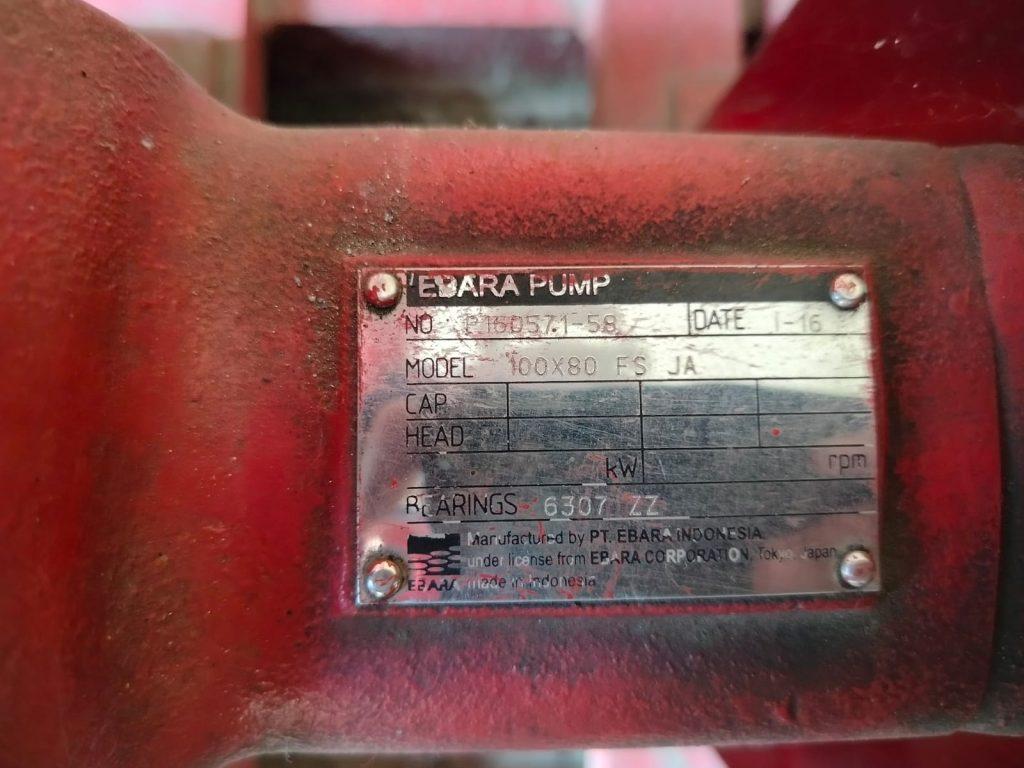 EBARA PUMP
NO P160571-58 DATE 1-16
MODEL 100X80 FS JA
CAP
HEAD
kW rpm
BEARINGS 6307 ZZ
Manufactured by PT. EBARA INDONESIA
under license from EBARA CORPORATION, Tokyo, Japan
EBARA made in Indonesia